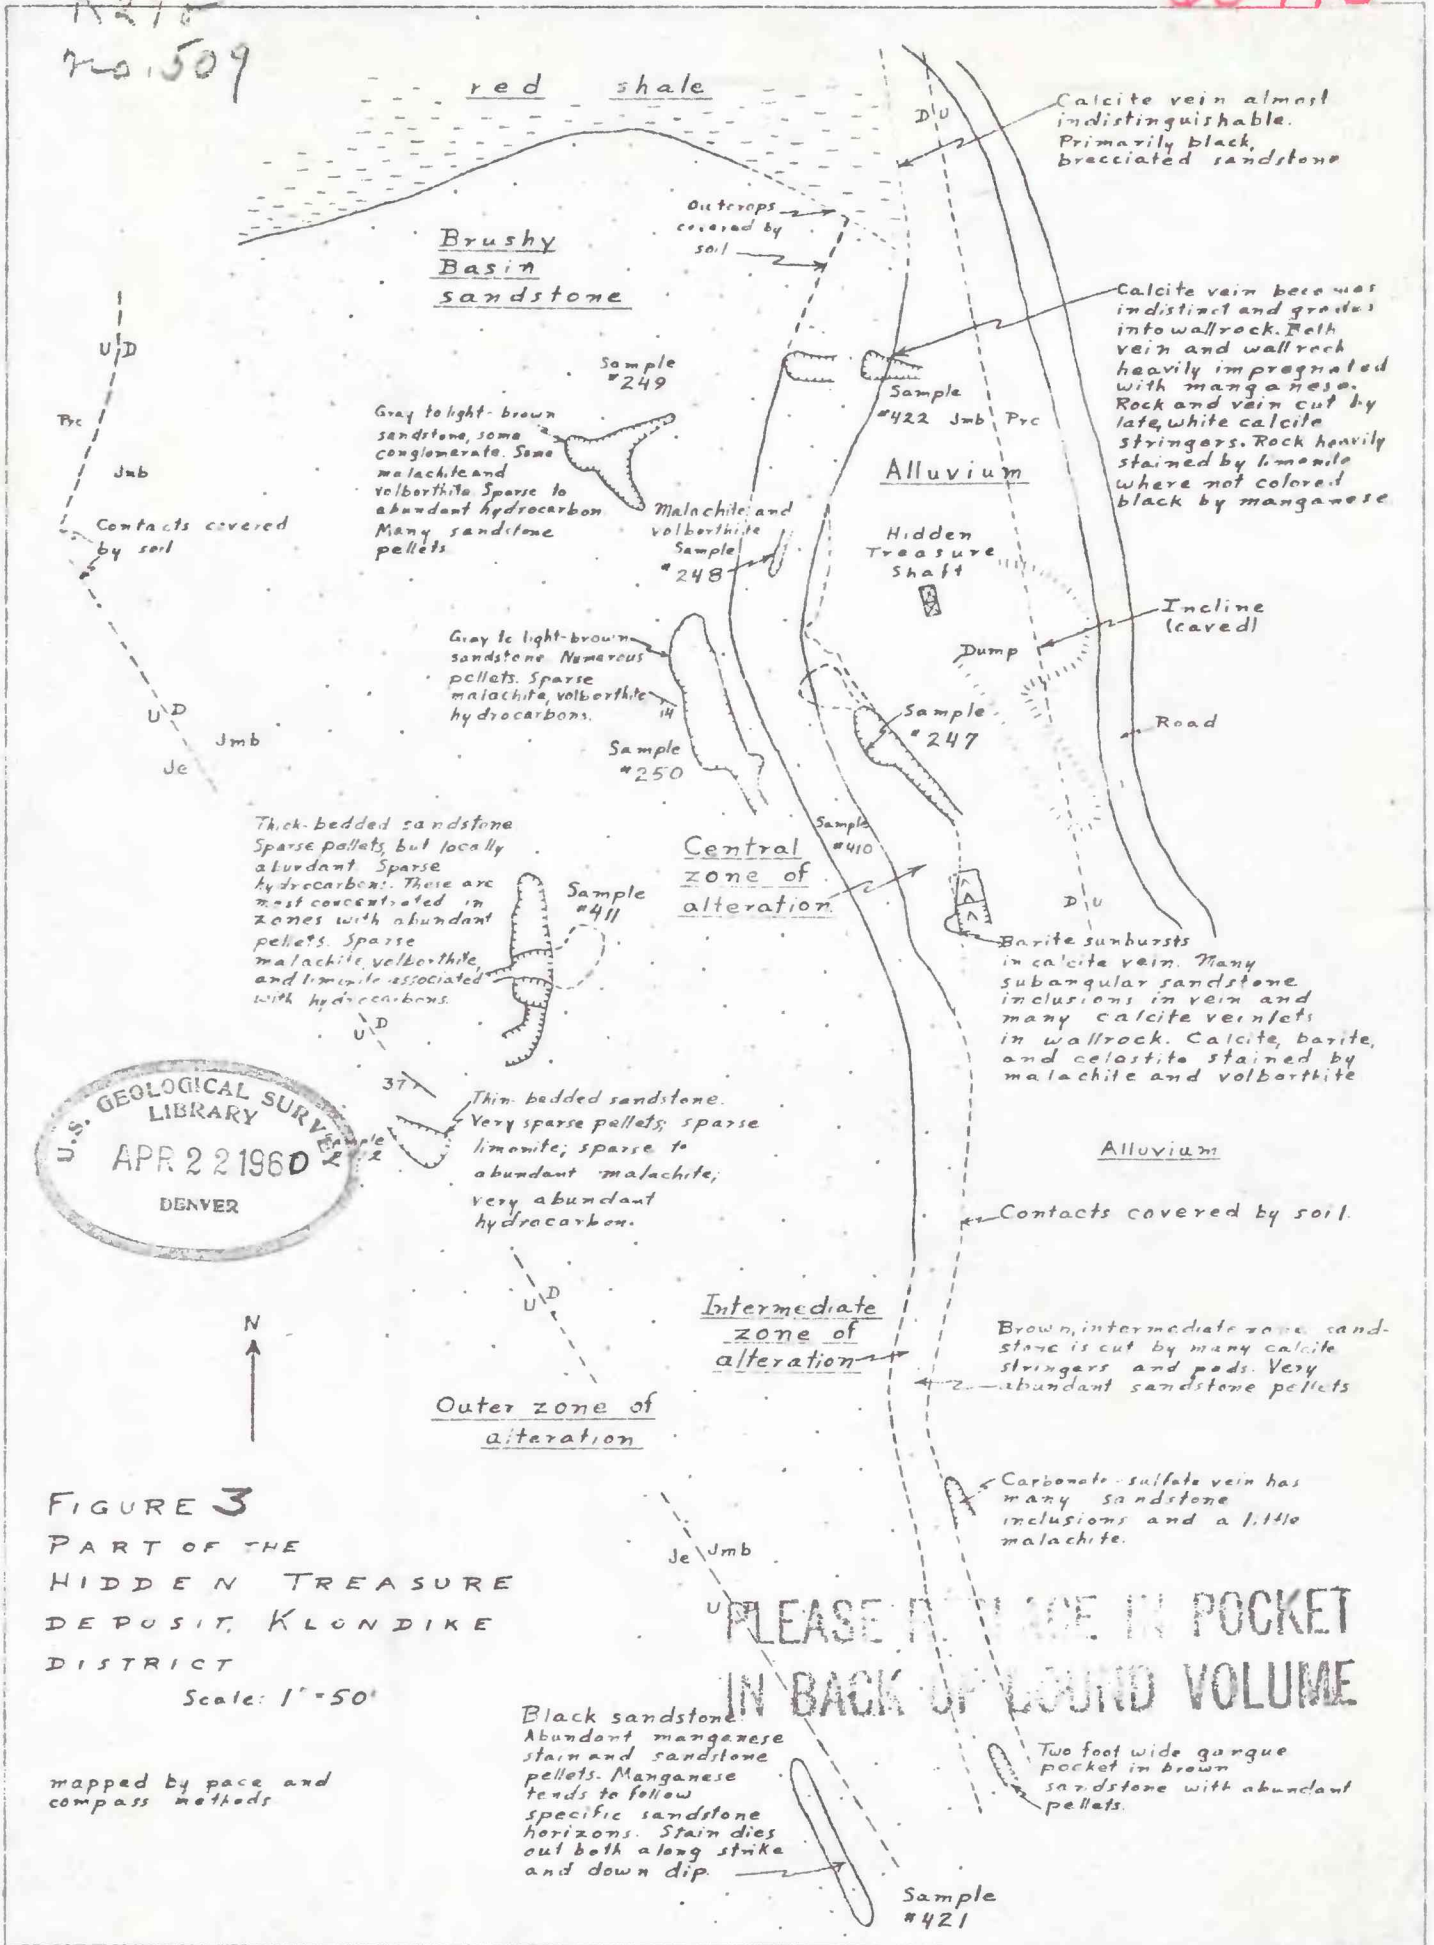 no. 509
red shale
D U
Calcite vein almost
indistinguishable.
Primarily black,
brecciated sandstone
Outcrops
covered by
soil
Brushy
Basin
sandstone
Calcite vein becomes
indistinct and grades
into wallrock. Both
vein and wallrock
heavily impregnated
with manganese.
Rock and vein cut by
late, white calcite
stringers. Rock heavily
stained by limonite
where not colored
black by manganese
U D
Prc
Jmb
Contacts covered
by soil
Sample
#249
Gray to light-brown
sandstone, some
conglomerate. Some
malachite and
volborthite. Sparse to
abundant hydrocarbon
Many sandstone
pellets
Sample
#422 Jmb Prc
Alluvium
Malachite and
volborthite
Sample
#248
Hidden
Treasure
Shaft
Incline
(caved)
Dump
Road
Gray to light-brown
sandstone Numerous
pellets. Sparse
malachite, volborthite
hydrocarbons.
14
Sample
#250
Sample
#247
U D
Jmb
Je
Thick-bedded sandstone
Sparse pellets, but locally
abundant Sparse
hydrocarbons. These are
most concentrated in
zones with abundant
pellets. Sparse
malachite, volborthite,
and limonite associated
with hydrocarbons.
Sample
#411
Sample
#410
Central
zone of
alteration
D U
Barite sunbursts
in calcite vein. Many
subangular sandstone
inclusions in vein and
many calcite veinlets
in wallrock. Calcite, barite,
and celestite stained by
malachite and volborthite
U D
37
Thin-bedded sandstone.
Very sparse pellets; sparse
limonite; sparse to
abundant malachite;
very abundant
hydrocarbon.
U.S. GEOLOGICAL SURVEY
LIBRARY
APR 22 1960
DENVER
Alluvium
Contacts covered by soil.
U D
Intermediate
zone of
alteration
Brown, intermediate zone sand-
stone is cut by many calcite
stringers and pods. Very
abundant sandstone pellets
N
Outer zone of
alteration
Carbonate-sulfate vein has
many sandstone
inclusions and a little
malachite.
FIGURE 3
PART OF THE
HIDDEN TREASURE
DEPOSIT, KLONDIKE
DISTRICT
Scale: 1"=50'
mapped by pace and
compass methods
Je Jmb
U
PLEASE REPLACE IN POCKET
IN BACK OF BOUND VOLUME
Black sandstone
Abundant manganese
stain and sandstone
pellets. Manganese
tends to follow
specific sandstone
horizons. Stain dies
out both along strike
and down dip.
Two foot wide gangue
pocket in brown
sandstone with abundant
pellets.
Sample
#421